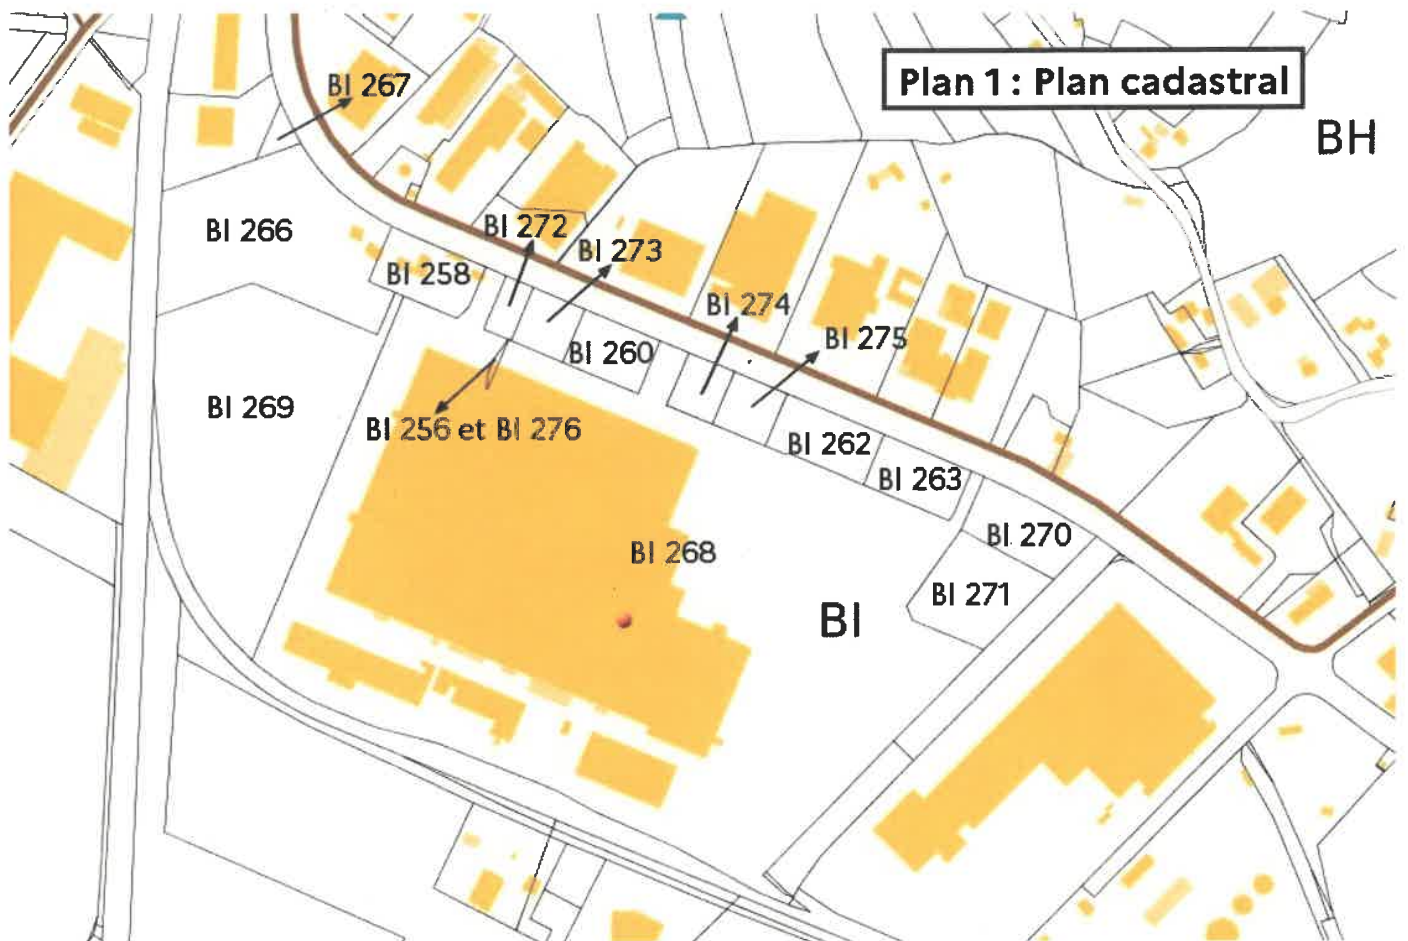 Plan 1 : Plan cadastral
BI 267
BH
BI 266
BI 272
BI 273
BI 258
BI 274
BI 275
BI 260
BI 269
BI 256 et BI 276
BI 262
BI 263
BI 270
BI 268
BI 271
BI